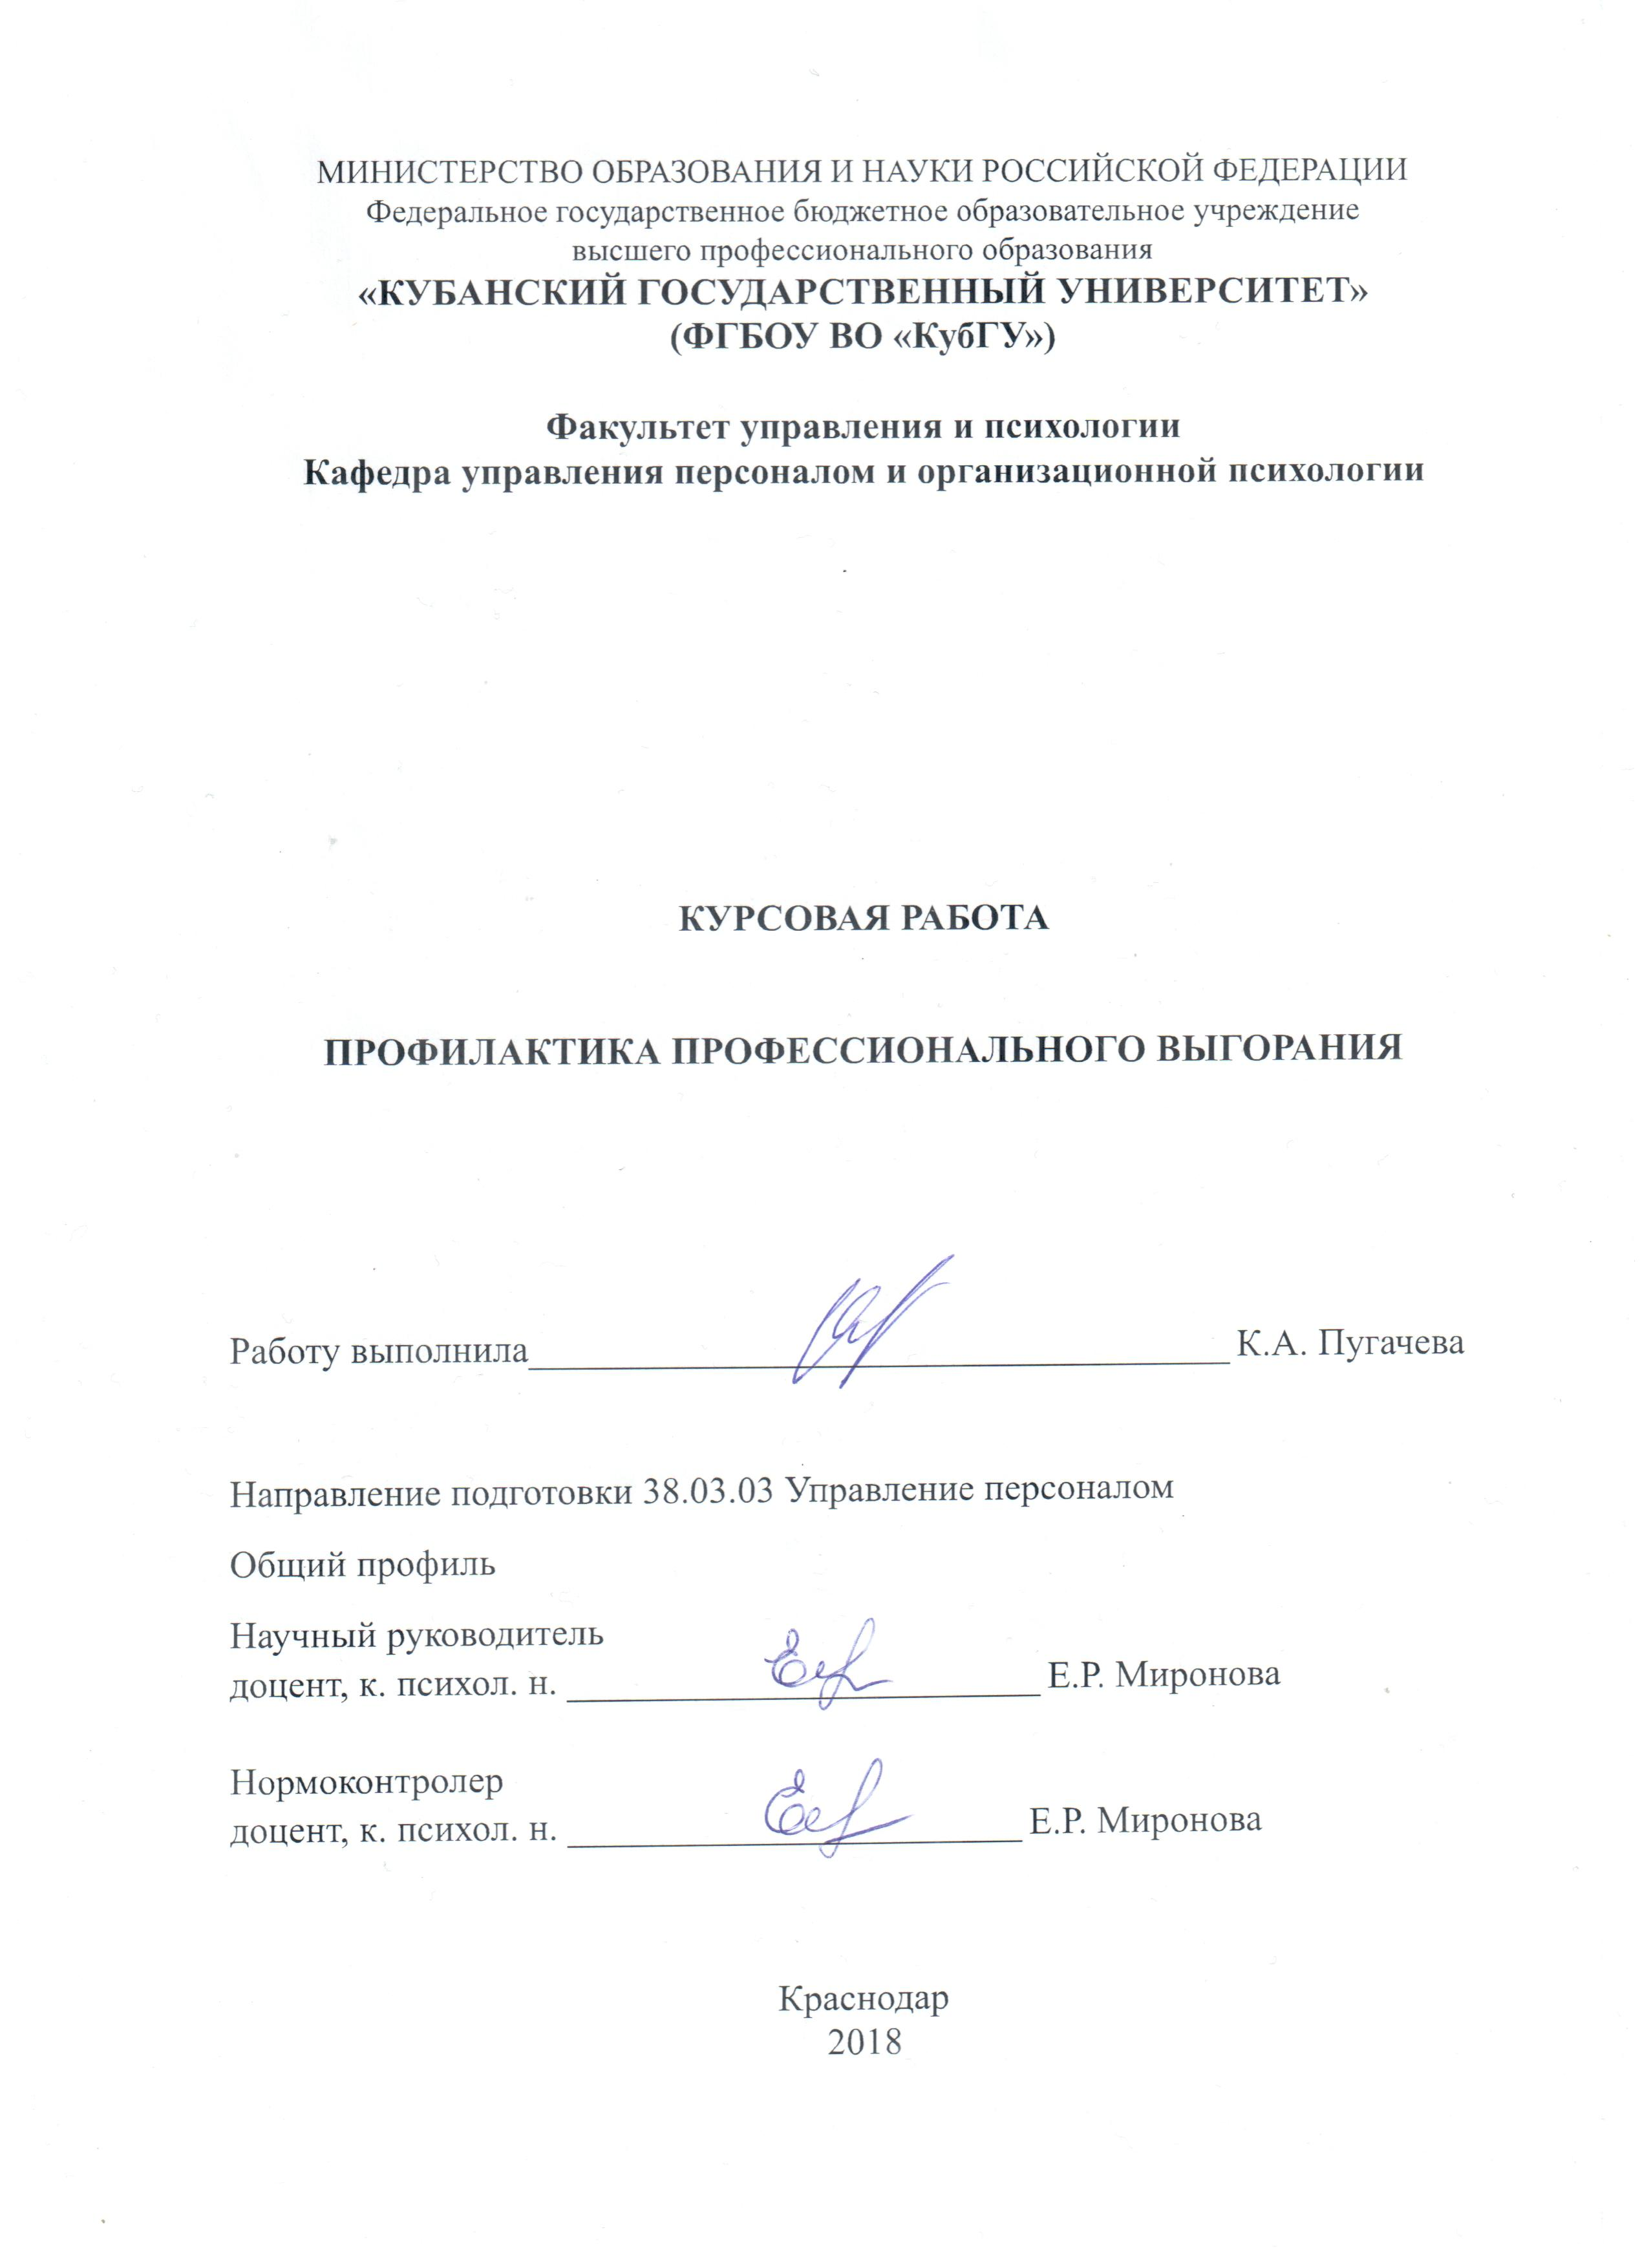 МИНИСТЕРСТВО ОБРАЗОВАНИЯ И НАУКИ РОССИЙСКОЙ ФЕДЕРАЦИИ
Федеральное государственное бюджетное образовательное учреждение
высшего профессионального образования
«КУБАНСКИЙ ГОСУДАРСТВЕННЫЙ УНИВЕРСИТЕТ»
(ФГБОУ ВО «КубГУ»)
Факультет управления и психологии
Кафедра управления персоналом и организационной психологии
КУРСОВАЯ РАБОТА
ПРОФИЛАКТИКА ПРОФЕССИОНАЛЬНОГО ВЫГОРАНИЯ
Работу выполнила К.А. Пугачева
Направление подготовки 38.03.03 Управление персоналом
Общий профиль
Научный руководитель
доцент, к. психол. н. Е.Р. Миронова
Нормоконтролер
доцент, к. психол. н. Е.Р. Миронова
Краснодар
2018